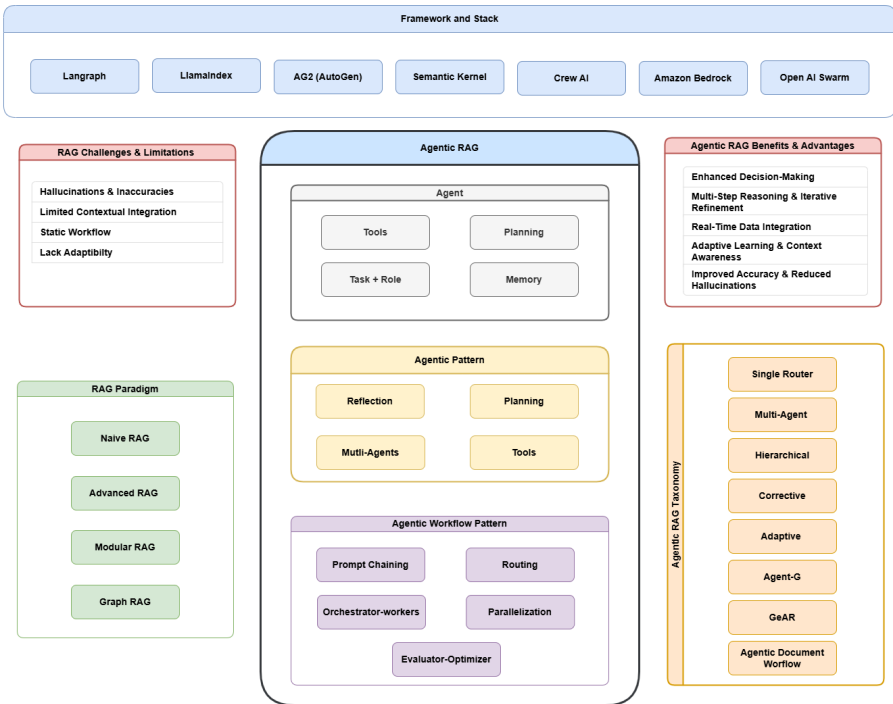 Framework and Stack
Langraph
LlamaIndex
AG2 (AutoGen)
Semantic Kernel
Crew AI
Amazon Bedrock
Open AI Swarm
RAG Challenges & Limitations
Hallucinations & Inaccuracies
Limited Contextual Integration
Static Workflow
Lack Adaptibilty
RAG Paradigm
Naive RAG
Advanced RAG
Modular RAG
Graph RAG
Agentic RAG
Agent
Tools
Planning
Task + Role
Memory
Agentic Pattern
Reflection
Planning
Mutli-Agents
Tools
Agentic Workflow Pattern
Prompt Chaining
Routing
Orchestrator-workers
Parallelization
Evaluator-Optimizer
Agentic RAG Benefits & Advantages
Enhanced Decision-Making
Multi-Step Reasoning & Iterative
Refinement
Real-Time Data Integration
Adaptive Learning & Context
Awareness
Improved Accuracy & Reduced
Hallucinations
Agentic RAG Taxonomy
Single Router
Multi-Agent
Hierarchical
Corrective
Adaptive
Agent-G
GeAR
Agentic Document
Worflow